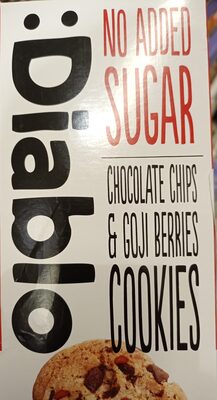 :Diablo
NO ADDED
SUGAR
CHOCOLATE CHIPS
& GOJI BERRIES
COOKIES